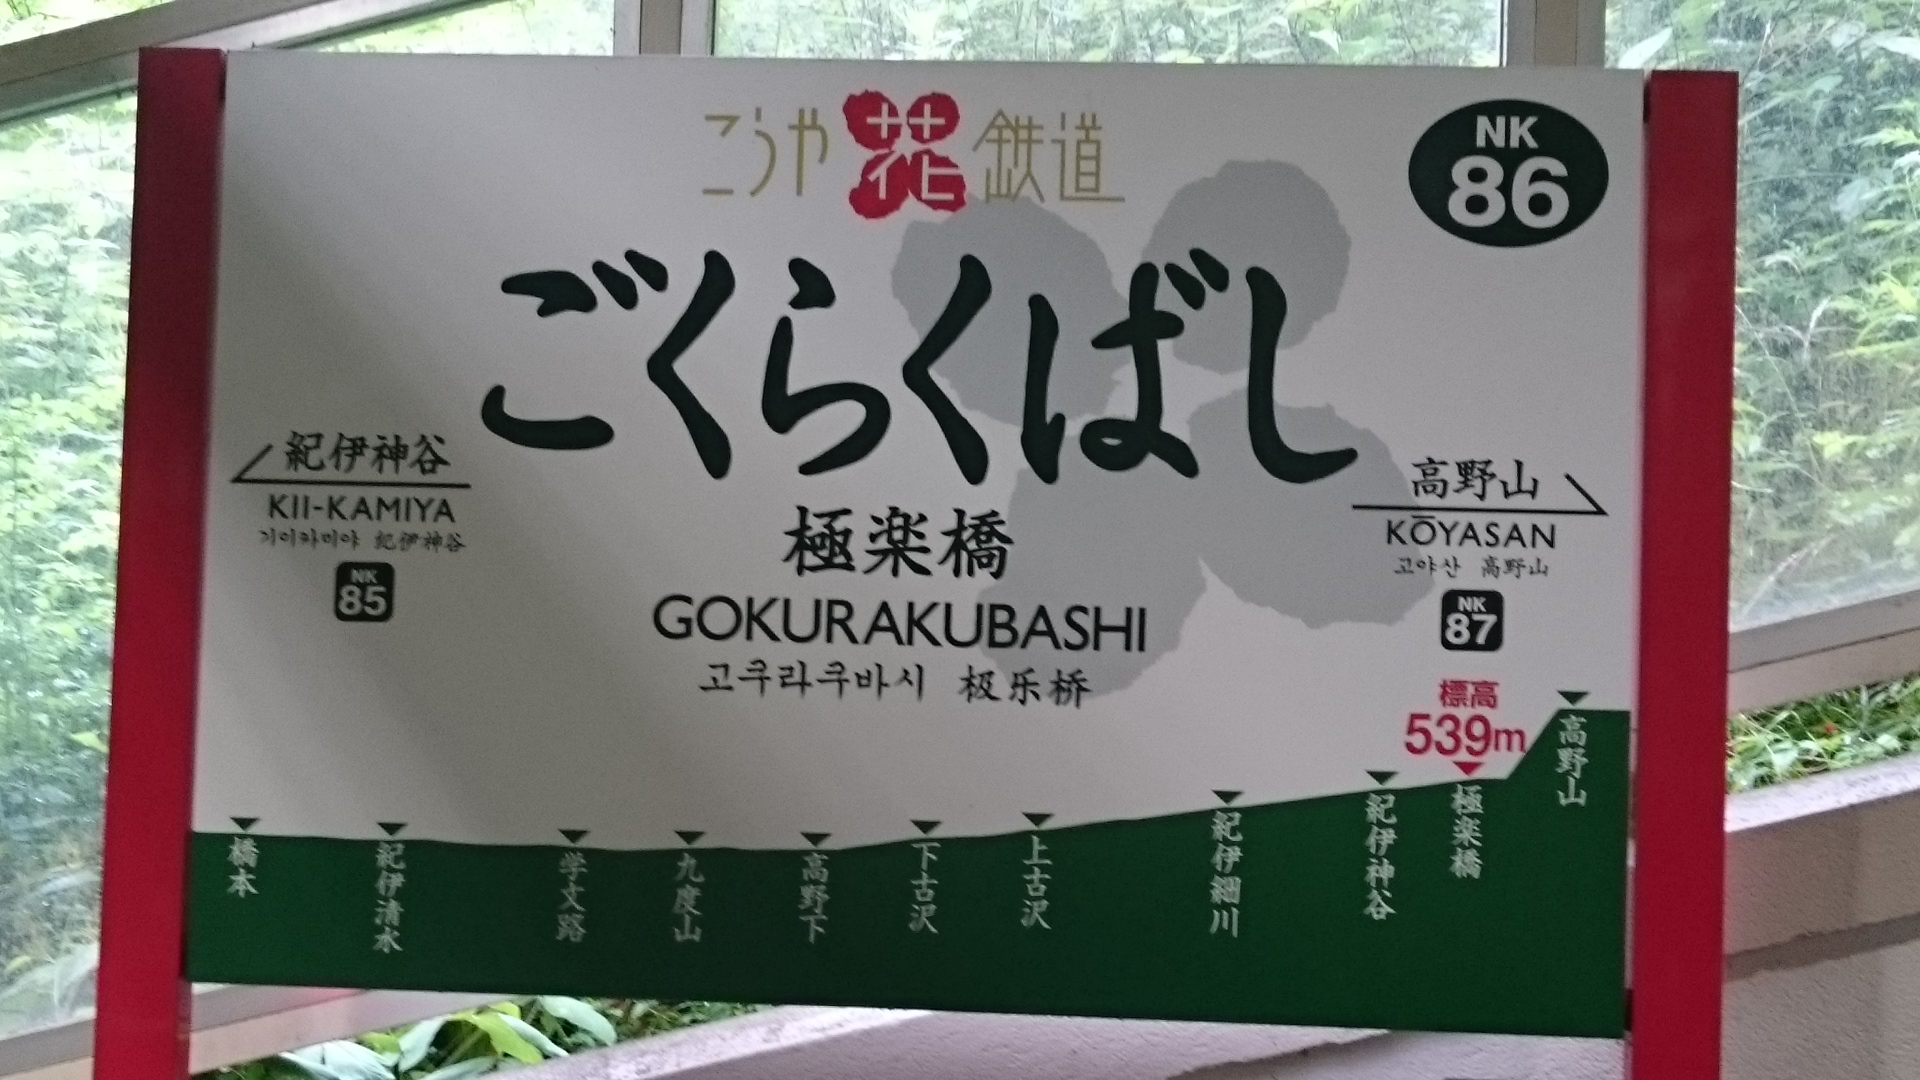 こうや花鉄道
NK
86
ごくらくばし
極楽橋
GOKURAKUBASHI
고쿠라쿠바시 极乐桥
紀伊神谷
KII-KAMIYA
기이카미야 紀伊神谷
NK
85
高野山
KŌYASAN
고야산 高野山
NK
87
標高
539m
橋本
紀伊清水
学文路
九度山
高野下
下古沢
上古沢
紀伊細川
紀伊神谷
極楽橋
高野山